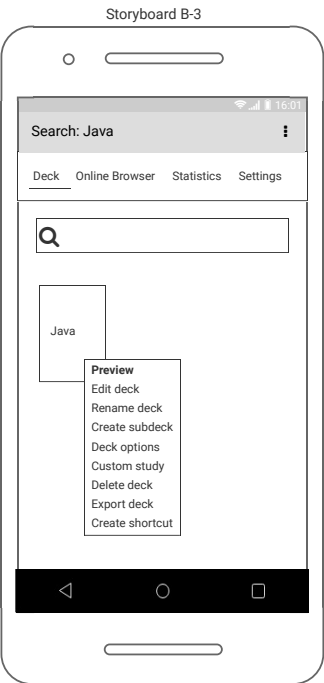 Storyboard B-3
16:01
Search: Java
Deck Online Browser Statistics Settings
Java
Preview
Edit deck
Rename deck
Create subdeck
Deck options
Custom study
Delete deck
Export deck
Create shortcut